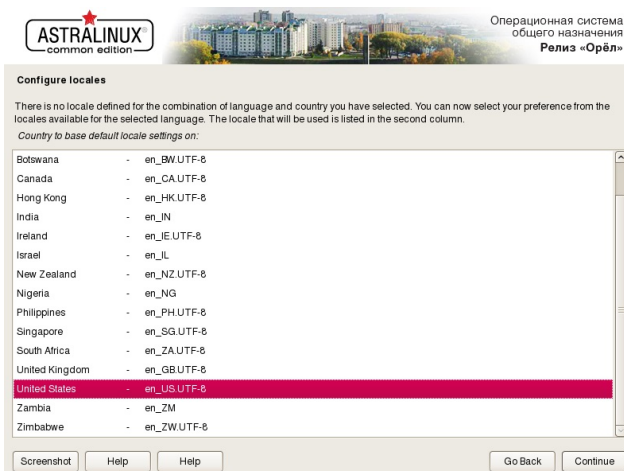 ASTRALINUX®
common edition
Операционная система
общего назначения
Релиз «Орёл»
Configure locales
There is no locale defined for the combination of language and country you have selected. You can now select your preference from the
locales available for the selected language. The locale that will be used is listed in the second column.
Country to base default locale settings on:
Botswana - en_BW.UTF-8
Canada - en_CA.UTF-8
Hong Kong - en_HK.UTF-8
India - en_IN
Ireland - en_IE.UTF-8
Israel - en_IL
New Zealand - en_NZ.UTF-8
Nigeria - en_NG
Philippines - en_PH.UTF-8
Singapore - en_SG.UTF-8
South Africa - en_ZA.UTF-8
United Kingdom - en_GB.UTF-8
United States - en_US.UTF-8
Zambia - en_ZM
Zimbabwe - en_ZW.UTF-8
Screenshot Help Help Go Back Continue